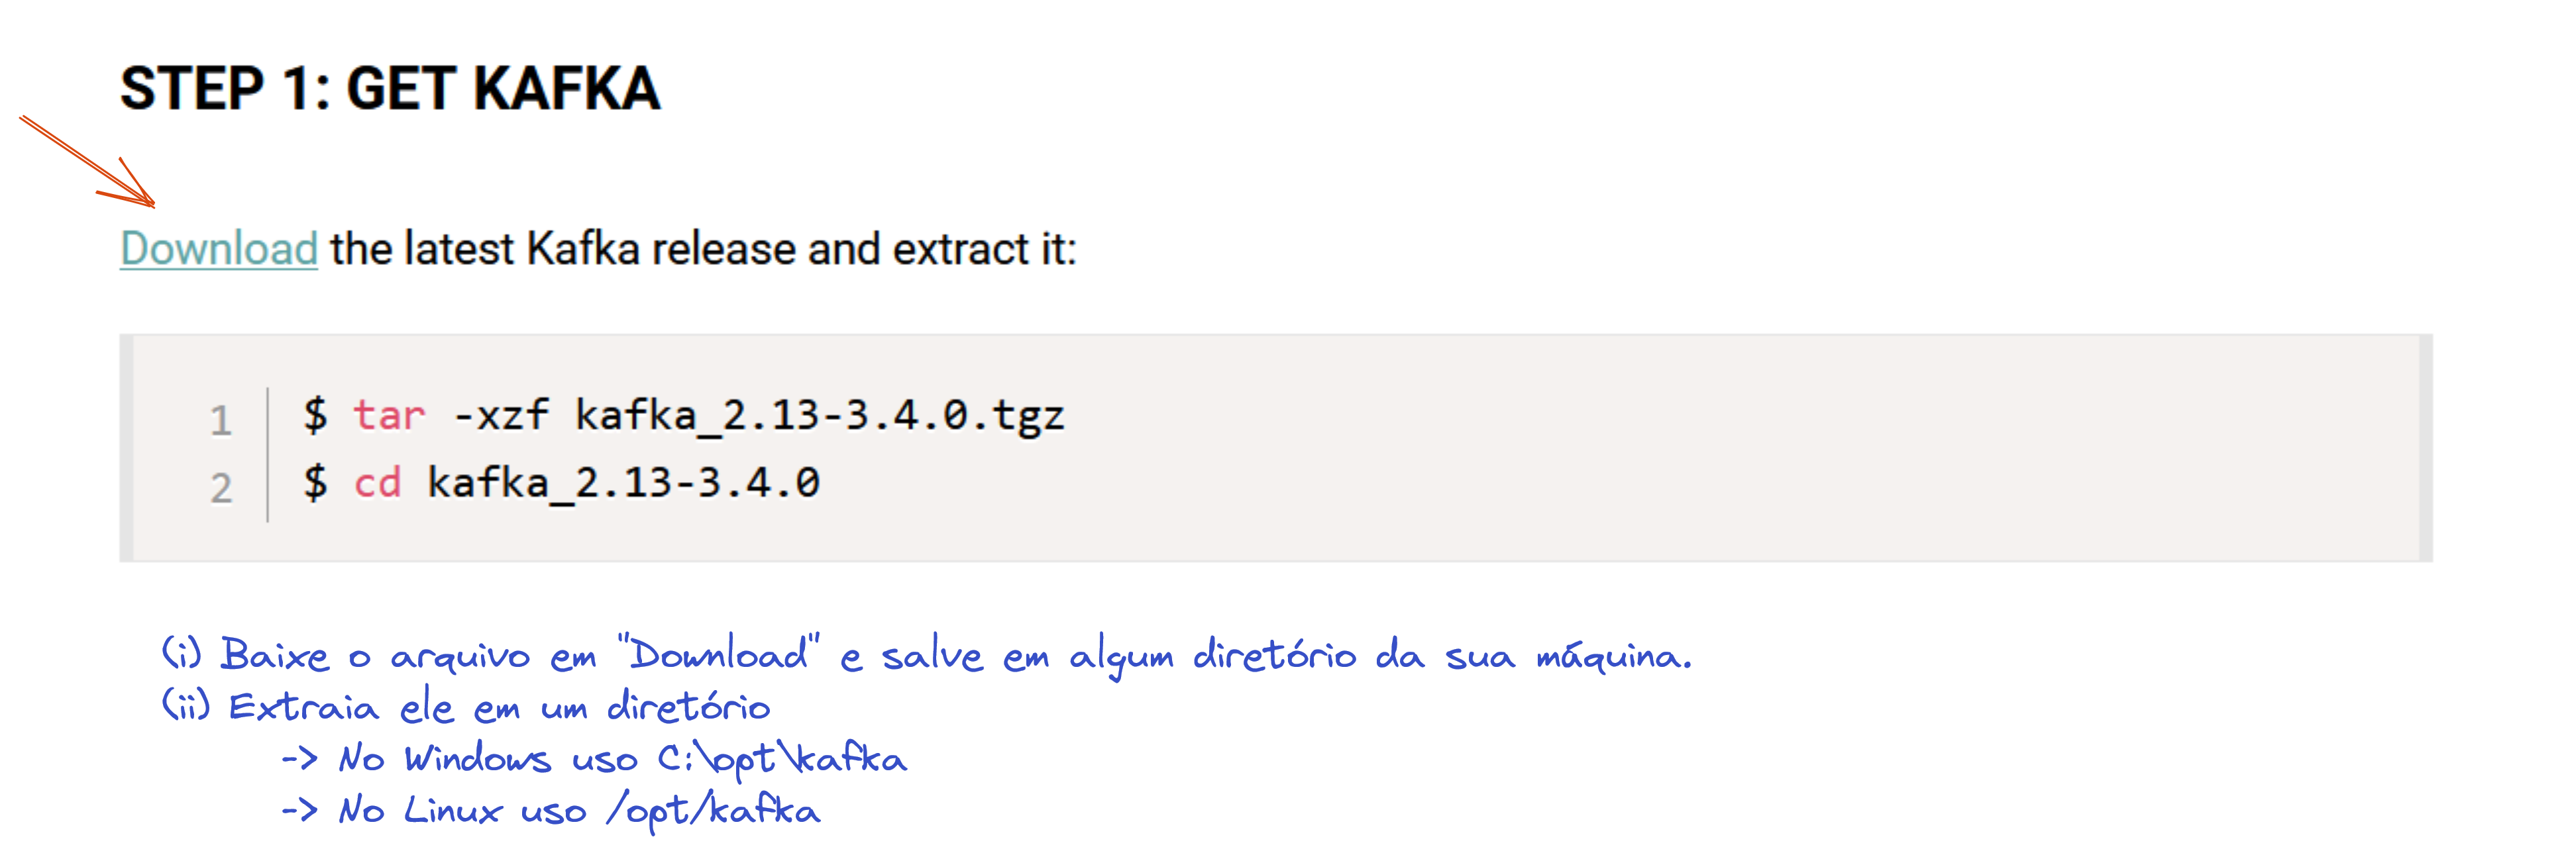 STEP 1: GET KAFKA
Download the latest Kafka release and extract it:
1 $ tar -xzf kafka_2.13-3.4.0.tgz
2 $ cd kafka_2.13-3.4.0
(i) Baixe o arquivo em "Download" e salve em algum diretório da sua máquina.
(ii) Extraia ele em um diretório
-> No Windows uso C:\opt\kafka
-> No Linux uso /opt/kafka